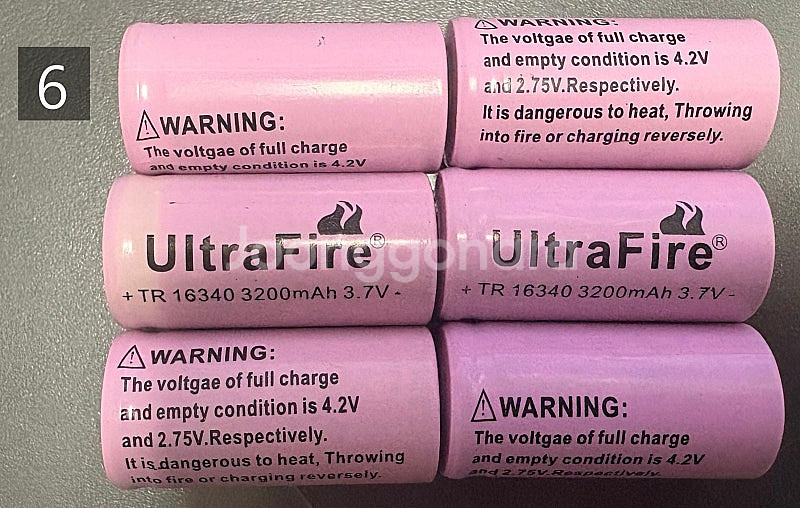 6
⚠WARNING:
The voltgae of full charge
and empty condition is 4.2V
⚠WARNING:
The voltgae of full charge
and empty condition is 4.2V
and 2.75V.Respectively.
It is dangerous to heat, Throwing
into fire or charging reversely.
UltraFire®
+ TR 16340 3200mAh 3.7V -
UltraFire®
+ TR 16340 3200mAh 3.7V -
⚠WARNING:
The voltgae of full charge
and empty condition is 4.2V
and 2.75V.Respectively.
It is dangerous to heat, Throwing
into fire or charging reversely.
⚠WARNING:
The voltgae of full charge
and empty condition is 4.2V
and 2.75V.Respectively.